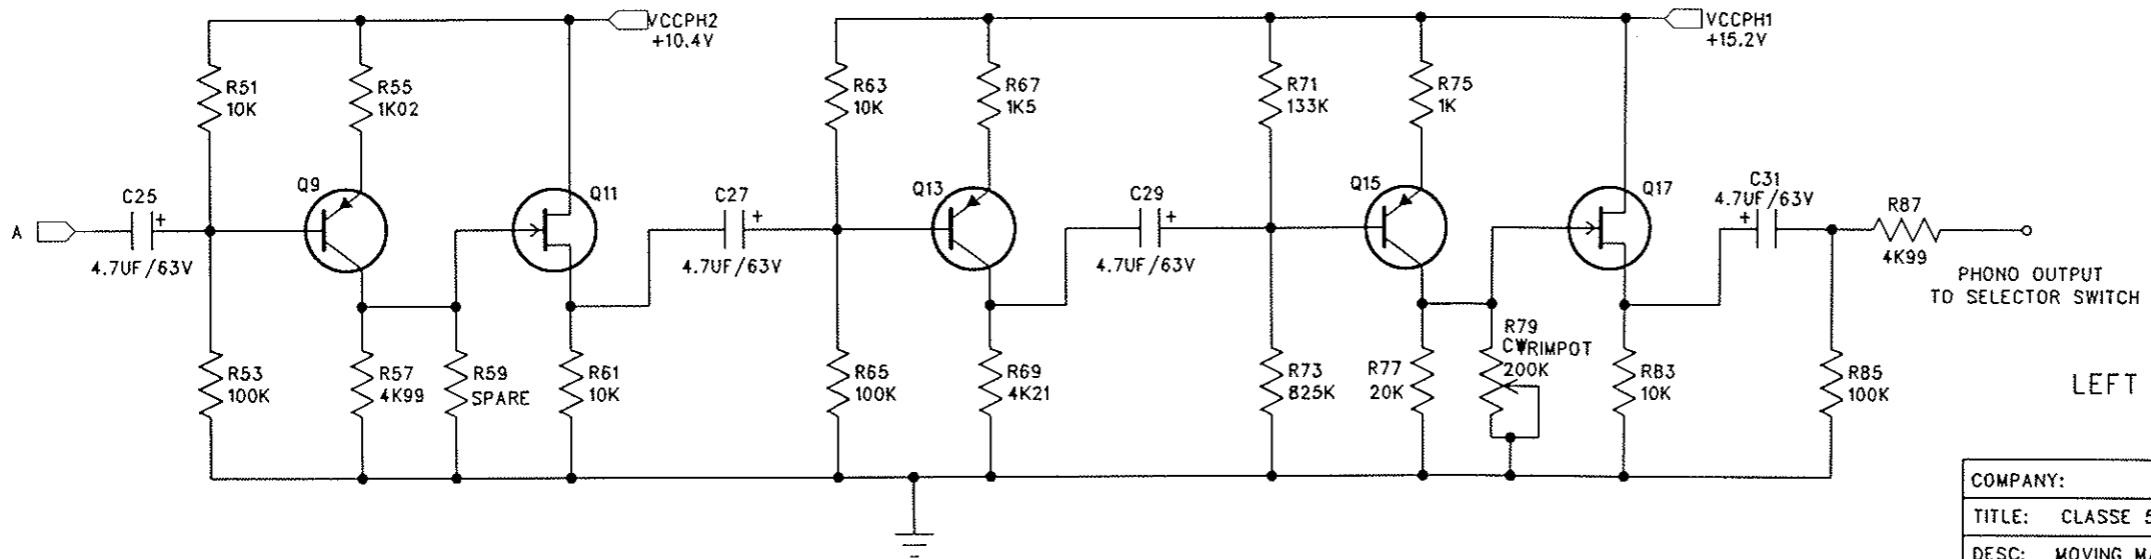 VCCPH2
+10.4V
VCCPH1
+15.2V
R51
10K
R55
1K02
R63
10K
R67
1K5
R71
133K
R75
1K
A
C25
4.7UF/63V
Q9
Q11
C27
4.7UF/63V
Q13
C29
4.7UF/63V
Q15
Q17
C31
4.7UF/63V
R87
4K99
PHONO OUTPUT
TO SELECTOR SWITCH
R53
100K
R57
4K99
R59
SPARE
R61
10K
R65
100K
R69
4K21
R73
825K
R77
20K
R79
CW
TRIMPOT
200K
R83
10K
R85
100K
LEFT
COMPANY:
TITLE: CLASSE 5
DESC: MOVING MA